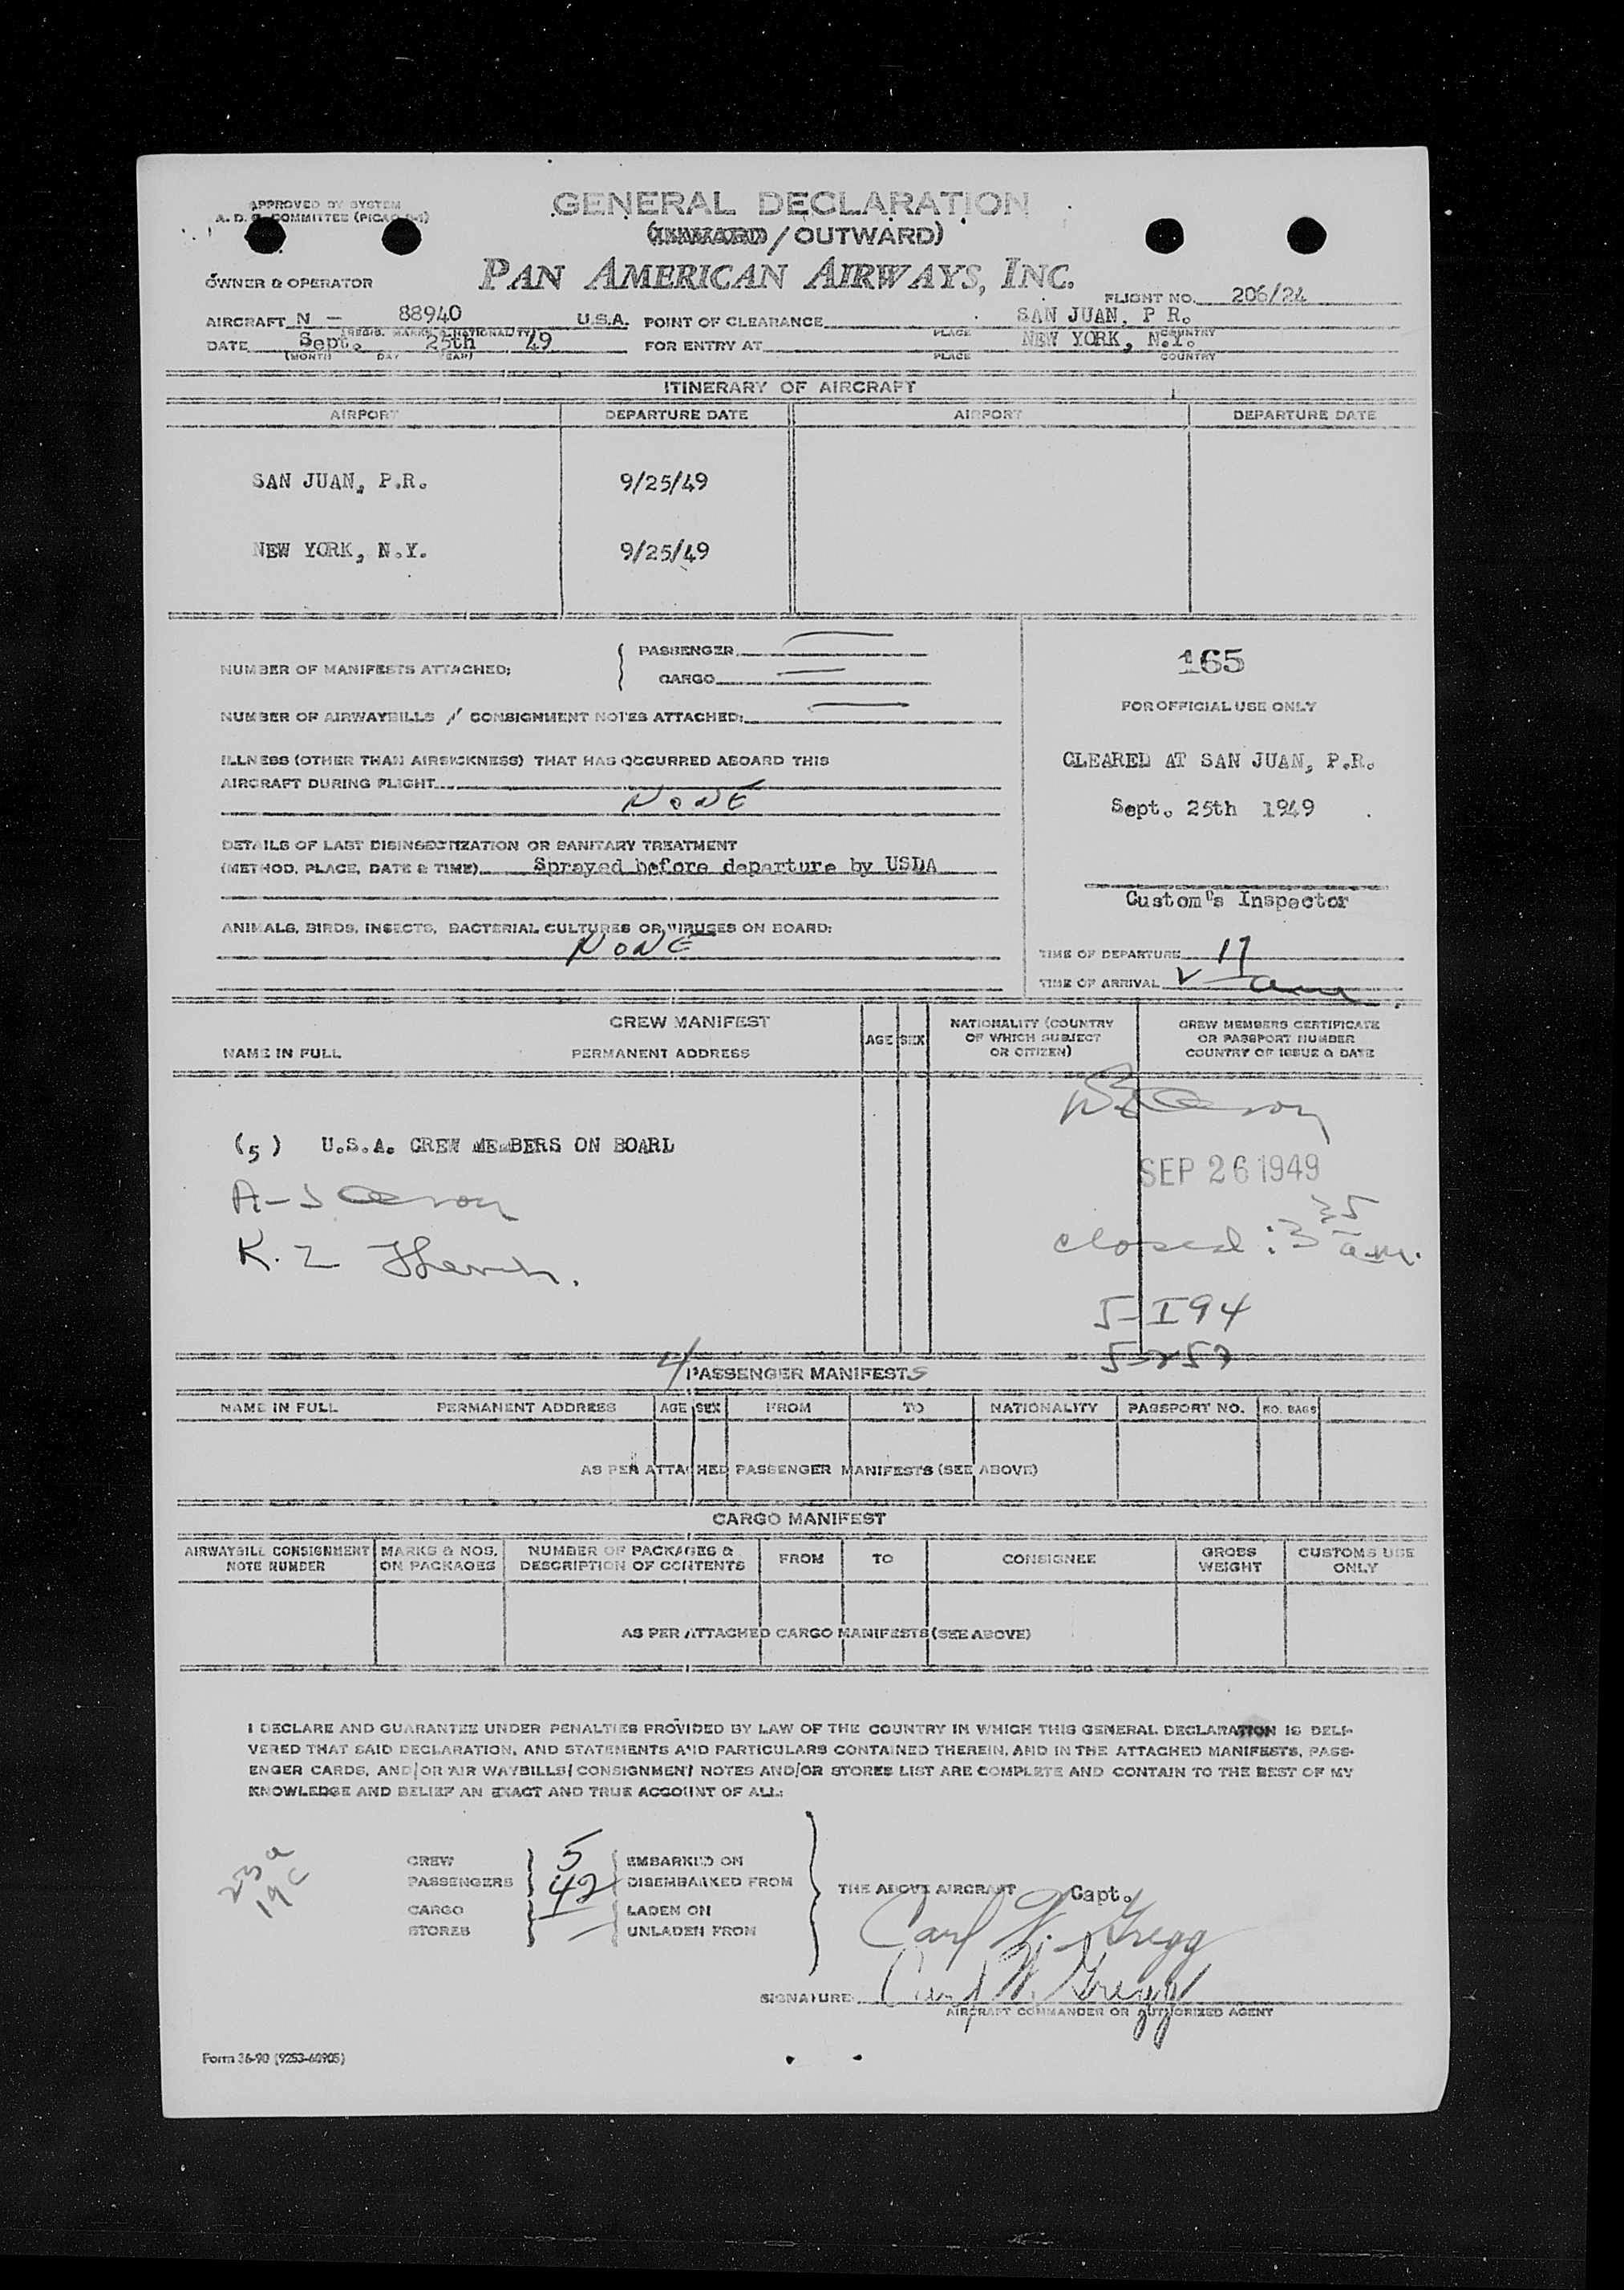 APPROVED BY SYSTEM
A. D. COMMITTEE
GENERAL DECLARATION
(INWARD / OUTWARD)
OWNER & OPERATOR
PAN AMERICAN AIRWAYS, INC.
FLIGHT NO. 206/24
AIRCRAFT N - 88940 U.S.A. POINT OF CLEARANCE SAN JUAN, P R.
(REGIS. MARKS & NATIONALITY) PLACE COUNTRY
DATE Sept. 25th 49 FOR ENTRY AT NEW YORK, N.Y.
(MONTH DAY YEAR) PLACE COUNTRY
ITINERARY OF AIRCRAFT
AIRPORT DEPARTURE DATE AIRPORT DEPARTURE DATE
SAN JUAN, P.R. 9/25/49
NEW YORK, N.Y. 9/25/49
NUMBER OF MANIFESTS ATTACHED: PASSENGER
CARGO
NUMBER OF AIRWAYBILLS / CONSIGNMENT NOTES ATTACHED:
ILLNESS (OTHER THAN AIRSICKNESS) THAT HAS OCCURRED ABOARD THIS
AIRCRAFT DURING FLIGHT
NONE
DETAILS OF LAST DISINSECTIZATION OR SANITARY TREATMENT
(METHOD, PLACE, DATE & TIME) Sprayed before departure by USDA
ANIMALS, BIRDS, INSECTS, BACTERIAL CULTURES OR VIRUSES ON BOARD:
NONE
165
FOR OFFICIAL USE ONLY
CLEARED AT SAN JUAN, P.R.
Sept. 25th 1949
Custom's Inspector
TIME OF DEPARTURE
TIME OF ARRIVAL
CREW MANIFEST
NAME IN FULL PERMANENT ADDRESS AGE SEX NATIONALITY (COUNTRY OF WHICH SUBJECT OR CITIZEN) CREW MEMBERS CERTIFICATE OR PASSPORT NUMBER COUNTRY OF ISSUE & DATE
(5) U.S.A. CREW MEMBERS ON BOARD
SEP 26 1949
closed: 3 35 a.m.
5-I94
4 PASSENGER MANIFESTS
NAME IN FULL PERMANENT ADDRESS AGE SEX FROM TO NATIONALITY PASSPORT NO. NO. BAGS
AS PER ATTACHED PASSENGER MANIFESTS (SEE ABOVE)
CARGO MANIFEST
AIRWAYBILL CONSIGNMENT NOTE NUMBER MARKS & NOS. ON PACKAGES NUMBER OF PACKAGES & DESCRIPTION OF CONTENTS FROM TO CONSIGNEE GROSS WEIGHT CUSTOMS USE ONLY
AS PER ATTACHED CARGO MANIFESTS (SEE ABOVE)
I DECLARE AND GUARANTEE UNDER PENALTIES PROVIDED BY LAW OF THE COUNTRY IN WHICH THIS GENERAL DECLARATION IS DELI-
VERED THAT SAID DECLARATION, AND STATEMENTS AND PARTICULARS CONTAINED THEREIN, AND IN THE ATTACHED MANIFESTS, PASS-
ENGER CARDS, AND/OR AIR WAYBILLS/CONSIGNMENT NOTES AND/OR STORES LIST ARE COMPLETE AND CONTAIN TO THE BEST OF MY
KNOWLEDGE AND BELIEF AN EXACT AND TRUE ACCOUNT OF ALL:
23a
19c
CREW 5 EMBARKED ON
PASSENGERS 42 DISEMBARKED FROM
CARGO LADEN ON
STORES UNLADEN FROM
THE ABOVE AIRCRAFT Capt.
Carl W. Gregg
SIGNATURE Carl W. Gregg
AIRCRAFT COMMANDER OR AUTHORIZED AGENT
Form 36-90 (9253-60905)